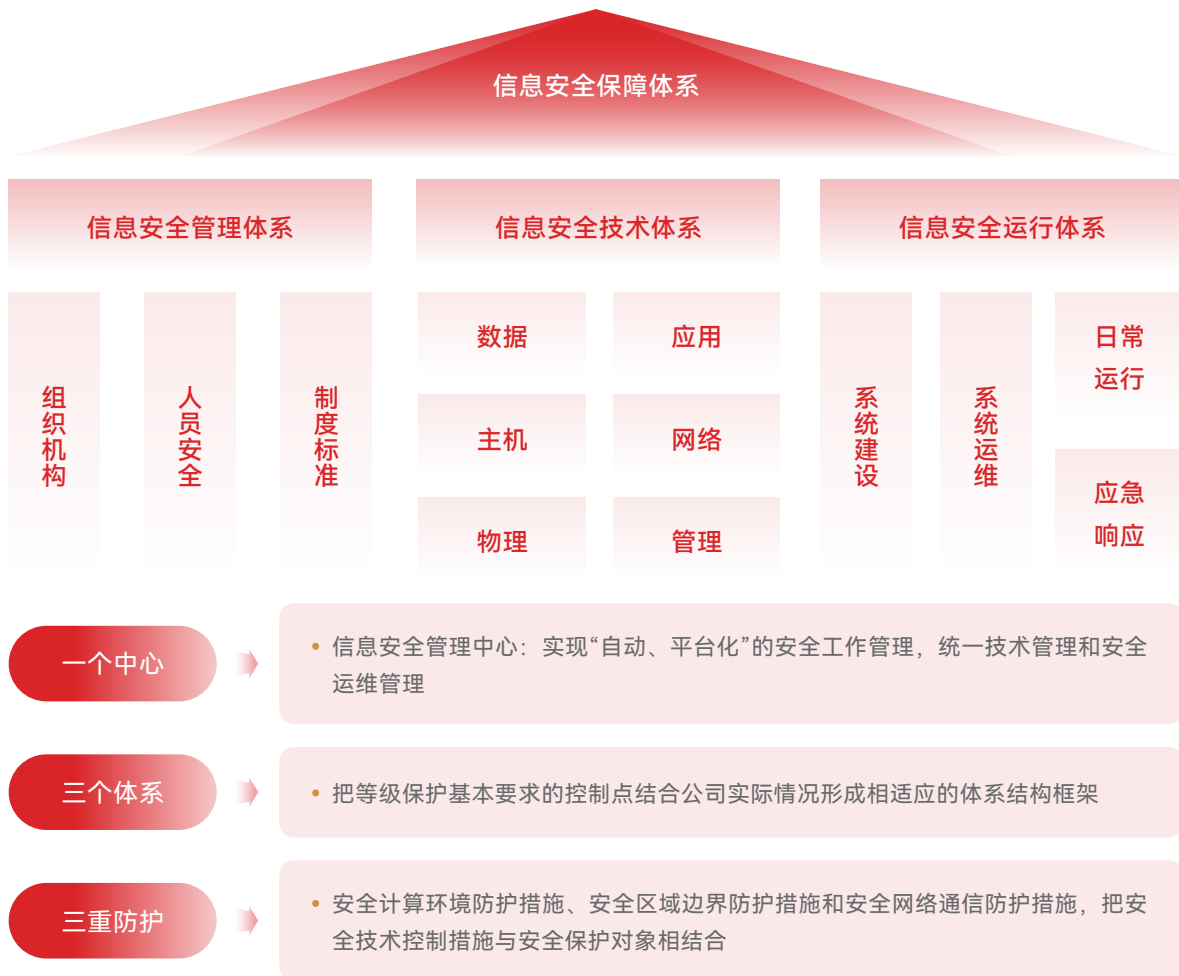 信息安全保障体系
信息安全管理体系
信息安全技术体系
信息安全运行体系
组织机构
人员安全
制度标准
数据
应用
主机
网络
物理
管理
系统建设
系统运维
日常
运行
应急
响应
一个中心
信息安全管理中心：实现“自动、平台化”的安全工作管理，统一技术管理和安全
运维管理
三个体系
把等级保护基本要求的控制点结合公司实际情况形成相适应的体系结构框架
三重防护
安全计算环境防护措施、安全区域边界防护措施和安全网络通信防护措施，把安
全技术控制措施与安全保护对象相结合